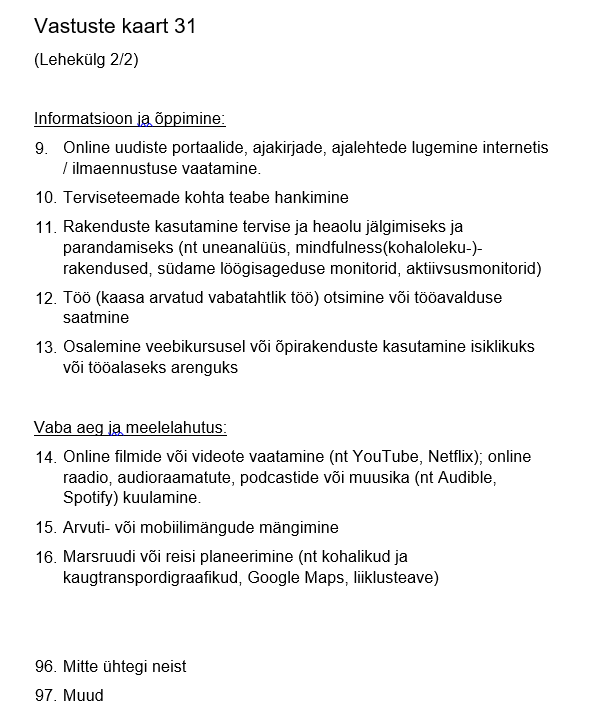 Vastuste kaart 31
(Lehekülg 2/2)
Informatsioon ja õppimine:
9. Online uudiste portaalide, ajakirjade, ajalehtede lugemine internetis
/ ilmaennustuse vaatamine.
10. Terviseteemade kohta teabe hankimine
11. Rakenduste kasutamine tervise ja heaolu jälgimiseks ja
parandamiseks (nt uneanalüüs, mindfulness(kohaloleku-)-
rakendused, südame löögisageduse monitorid, aktiivsusmonitorid)
12. Töö (kaasa arvatud vabatahtlik töö) otsimine või tööavalduse
saatmine
13. Osalemine veebikursusel või õpirakenduste kasutamine isiklikuks
või tööalaseks arenguks
Vaba aeg ja meelelahutus:
14. Online filmide või videote vaatamine (nt YouTube, Netflix); online
raadio, audioraamatute, podcastide või muusika (nt Audible,
Spotify) kuulamine.
15. Arvuti- või mobiilimängude mängimine
16. Marsruudi või reisi planeerimine (nt kohalikud ja
kaugtranspordigraafikud, Google Maps, liiklusteave)
96. Mitte ühtegi neist
97. Muud